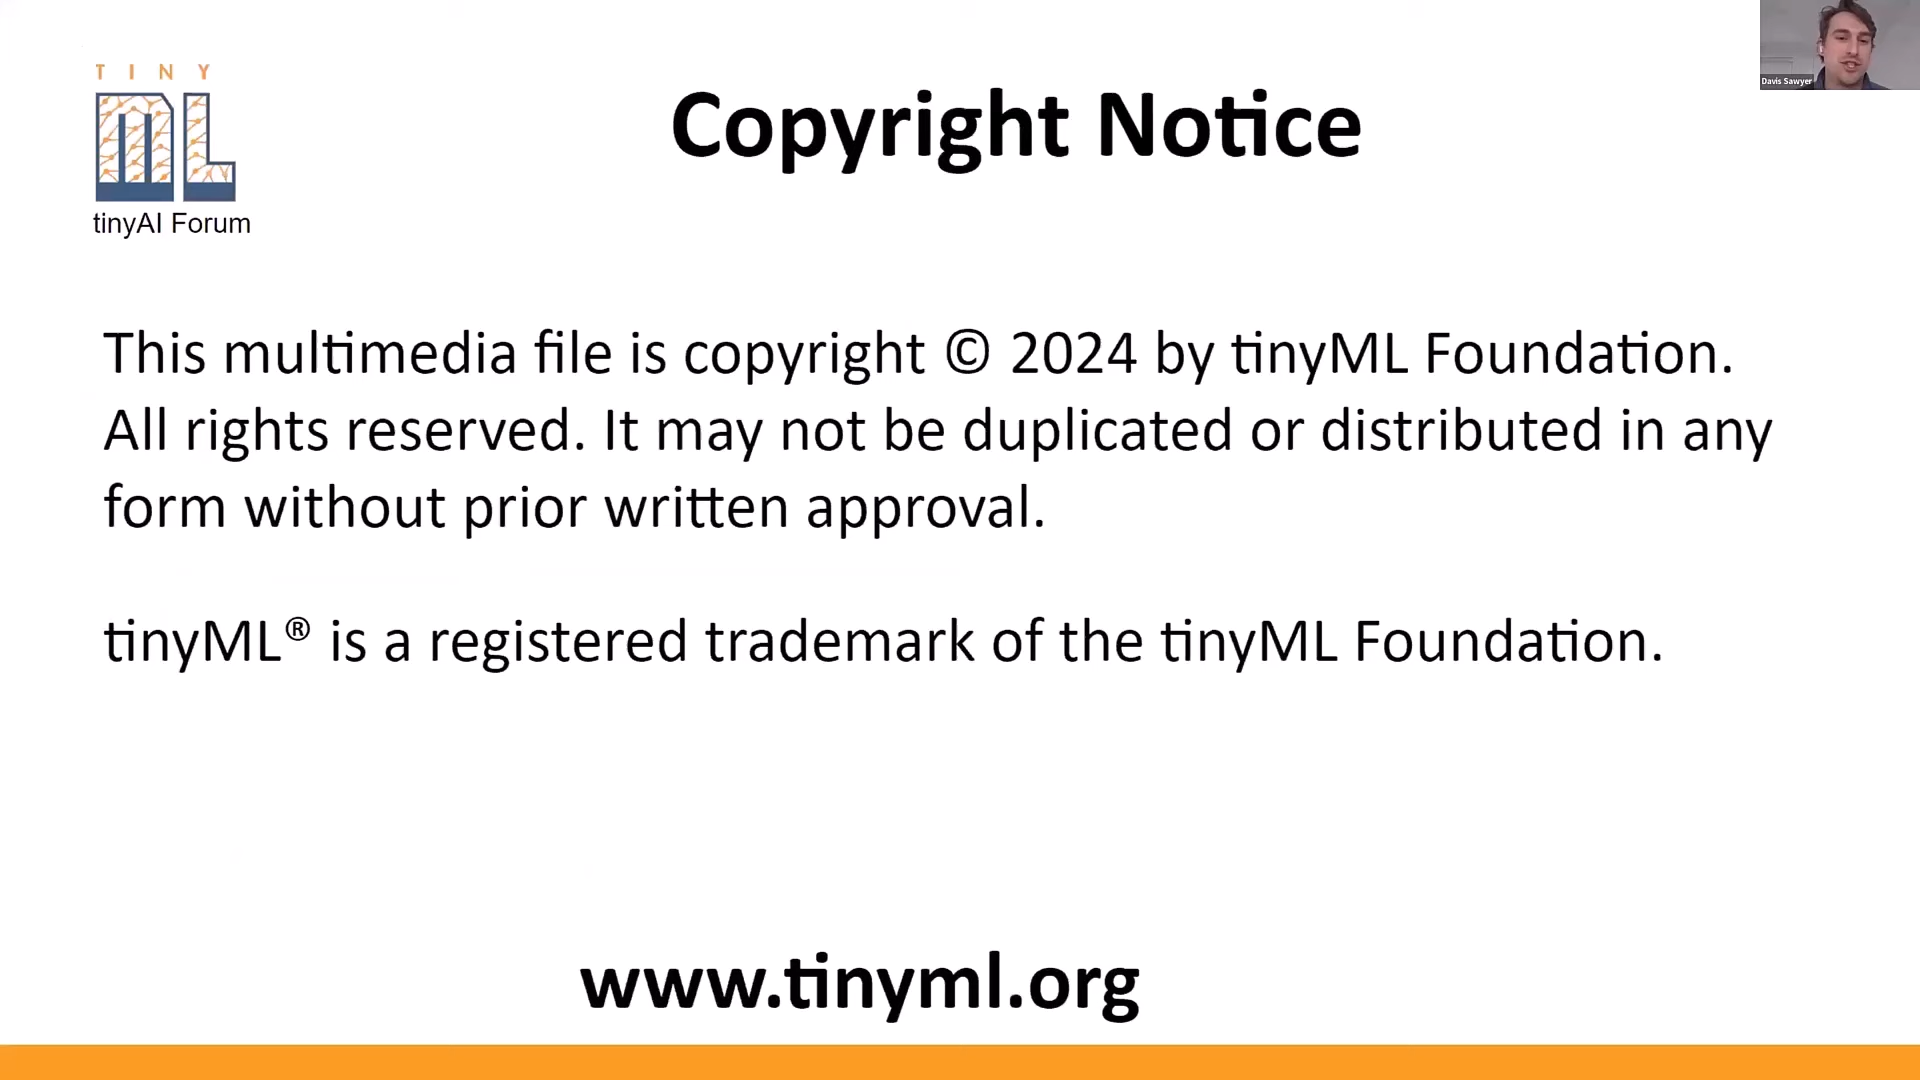 TINY
ML
tinyAI Forum
Copyright Notice
Davis Sawyer
This multimedia file is copyright © 2024 by tinyML Foundation.
All rights reserved. It may not be duplicated or distributed in any
form without prior written approval.
tinyML® is a registered trademark of the tinyML Foundation.
www.tinyml.org